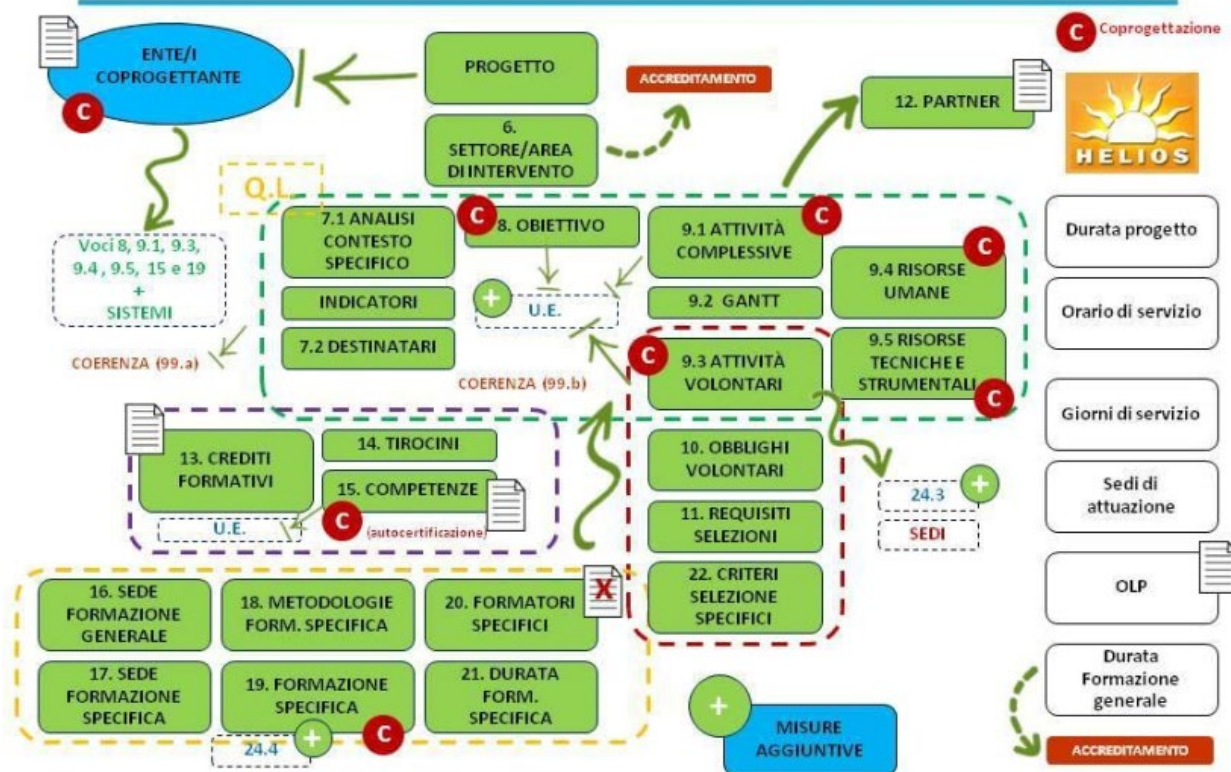 C Coprogettazione
ENTE/I
COPROGETTANTE
C
PROGETTO
ACCREDITAMENTO
12. PARTNER
HELIOS
6.
SETTORE/AREA
DI INTERVENTO
Q.L.
7.1 ANALISI
CONTESTO
SPECIFICO
INDICATORI
7.2 DESTINATARI
C
8. OBIETTIVO
+
U.E.
9.1 ATTIVITÀ
COMPLESSIVE
C
9.2 GANTT
C
9.3 ATTIVITÀ
VOLONTARI
9.4 RISORSE
UMANE
C
9.5 RISORSE
TECNICHE E
STRUMENTALI
C
Voci 8, 9.1, 9.3,
9.4 , 9.5, 15 e 19
+
SISTEMI
COERENZA (99.a)
COERENZA (99.b)
13. CREDITI
FORMATIVI
U.E.
14. TIROCINI
15. COMPETENZE
C
(autocertificazione)
10. OBBLIGHI
VOLONTARI
11. REQUISITI
SELEZIONI
22. CRITERI
SELEZIONE
SPECIFICI
24.3
+
SEDI
16. SEDE
FORMAZIONE
GENERALE
18. METODOLOGIE
FORM. SPECIFICA
20. FORMATORI
SPECIFICI
X
17. SEDE
FORMAZIONE
SPECIFICA
19. FORMAZIONE
SPECIFICA
21. DURATA
FORM.
SPECIFICA
24.4
+
C
+
MISURE
AGGIUNTIVE
Durata progetto
Orario di servizio
Giorni di servizio
Sedi di
attuazione
OLP
Durata
Formazione
generale
ACCREDITAMENTO